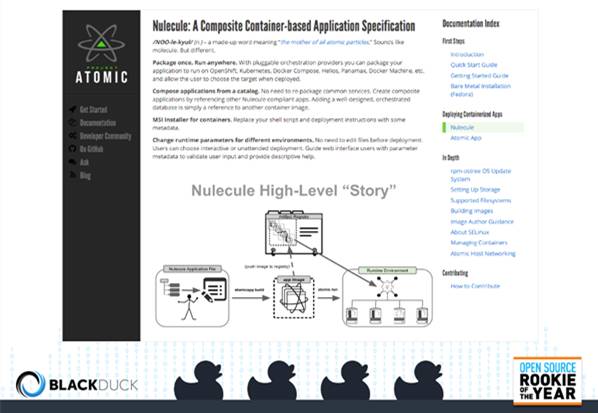 PROJECT
ATOMIC
Get Started
Documentation
Developer Community
On GitHub
Ask
Blog
Nulecule: A Composite Container-based Application Specification
/NOO-le-kyul/ (n.) – a made-up word meaning "the mother of all atomic particles." Sounds like
molecule. But different.
Package once. Run anywhere. With pluggable orchestration providers you can package your
application to run on OpenShift, Kubernetes, Docker Compose, Helios, Panamax, Docker Machine, etc.
and allow the user to choose the target when deployed.
Compose applications from a catalog. No need to re-package common services. Create composite
applications by referencing other Nulecule-compliant apps. Adding a well-designed, orchestrated
database is simply a reference to another container image.
MSI Installer for containers. Replace your shell script and deployment instructions with some
metadata.
Change runtime parameters for different environments. No need to edit files before deployment.
Users can choose interactive or unattended deployment. Guide web interface users with parameter
metadata to validate user input and provide descriptive help.
Nulecule High-Level "Story"
Artifact Registry
(push image to registry)
Nulecule Application File
app image
Runtime Environment
atomicapp build
atomic run
Documentation Index
First Steps
Introduction
Quick Start Guide
Getting Started Guide
Bare Metal Installation
(Fedora)
Deploying Containerized Apps
Nulecule
Atomic App
In Depth
rpm-ostree OS Update
System
Setting Up Storage
Supported Filesystems
Building Images
Image Author Guidance
About SELinux
Managing Containers
Atomic Host Networking
Contributing
How to Contribute
BLACKDUCK
OPEN SOURCE
ROOKIE
OF THE YEAR